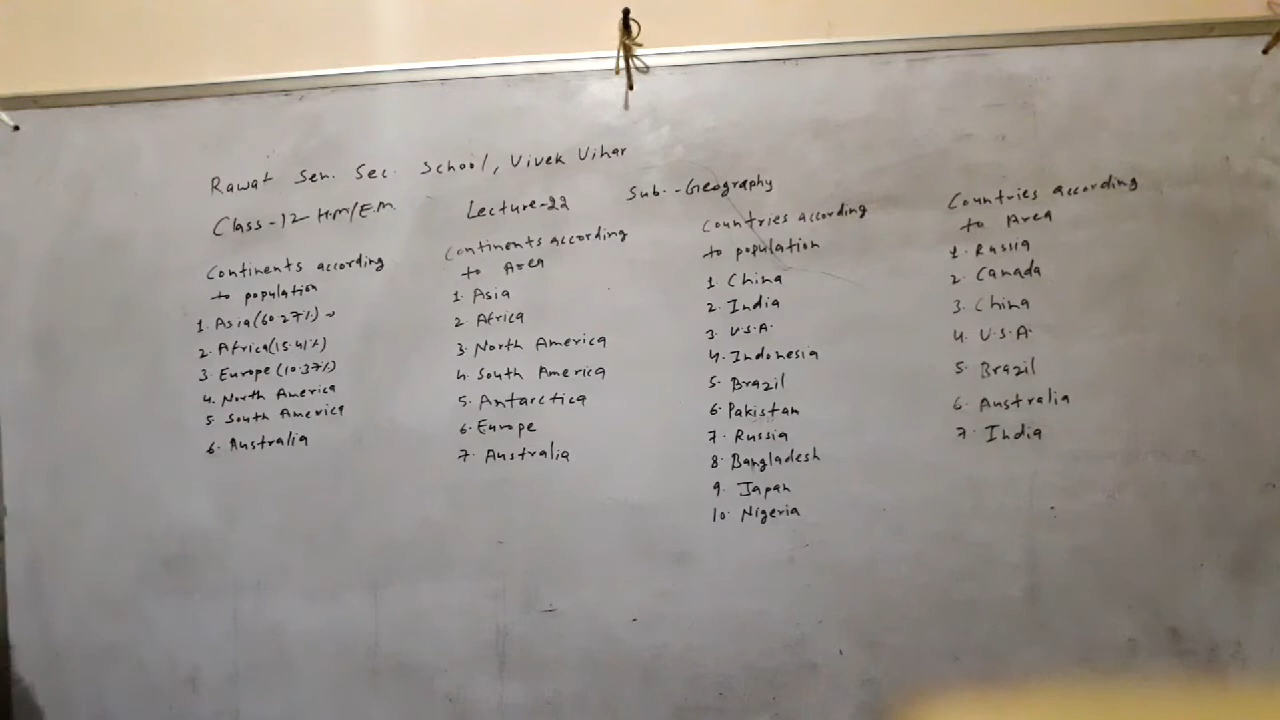 Rawat Sen. Sec. School, Vivek Vihar
Class-12 H.M/E.M.
Lecture-22
Sub.-Geography
Continents according
to population
1. Asia(60.27%)
2. Africa(15.41%)
3. Europe(10.37%)
4. North America
5. South America
6. Australia
Continents according
to Area
1. Asia
2. Africa
3. North America
4. South America
5. Antarctica
6. Europe
7. Australia
Countries according
to population
1. China
2. India
3. U.S.A.
4. Indonesia
5. Brazil
6. Pakistan
7. Russia
8. Bangladesh
9. Japan
10. Nigeria
Countries according
to Area
1. Russia
2. Canada
3. China
4. U.S.A.
5. Brazil
6. Australia
7. India